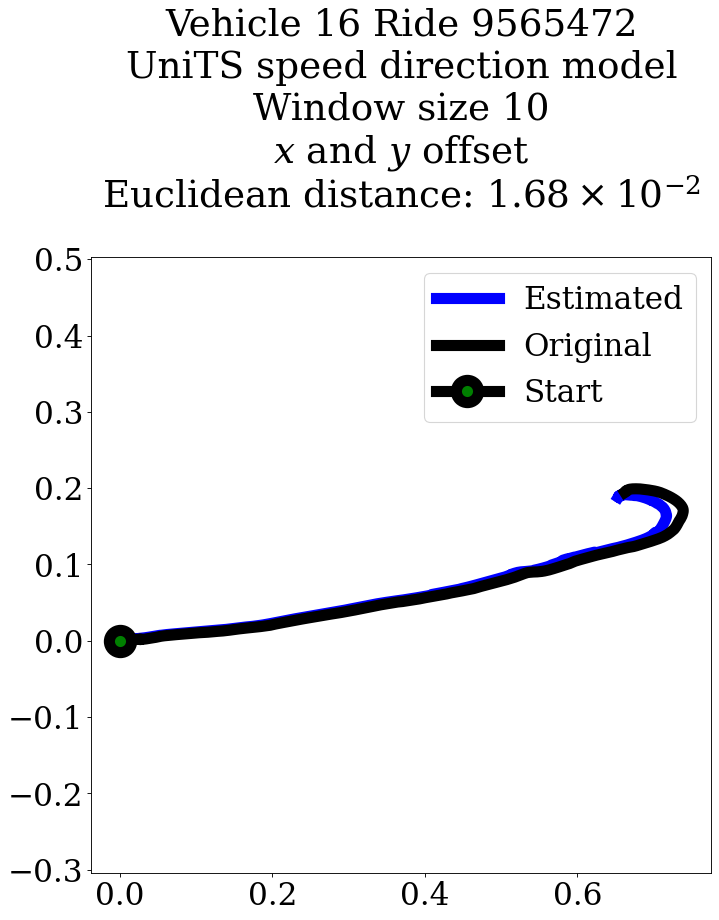 Vehicle 16 Ride 9565472
UniTS speed direction model
Window size 10
x and y offset
Euclidean distance: 1.68 × 10⁻²
Estimated
Original
Start
0.5
0.4
0.3
0.2
0.1
0.0
−0.1
−0.2
−0.3
0.0 0.2 0.4 0.6